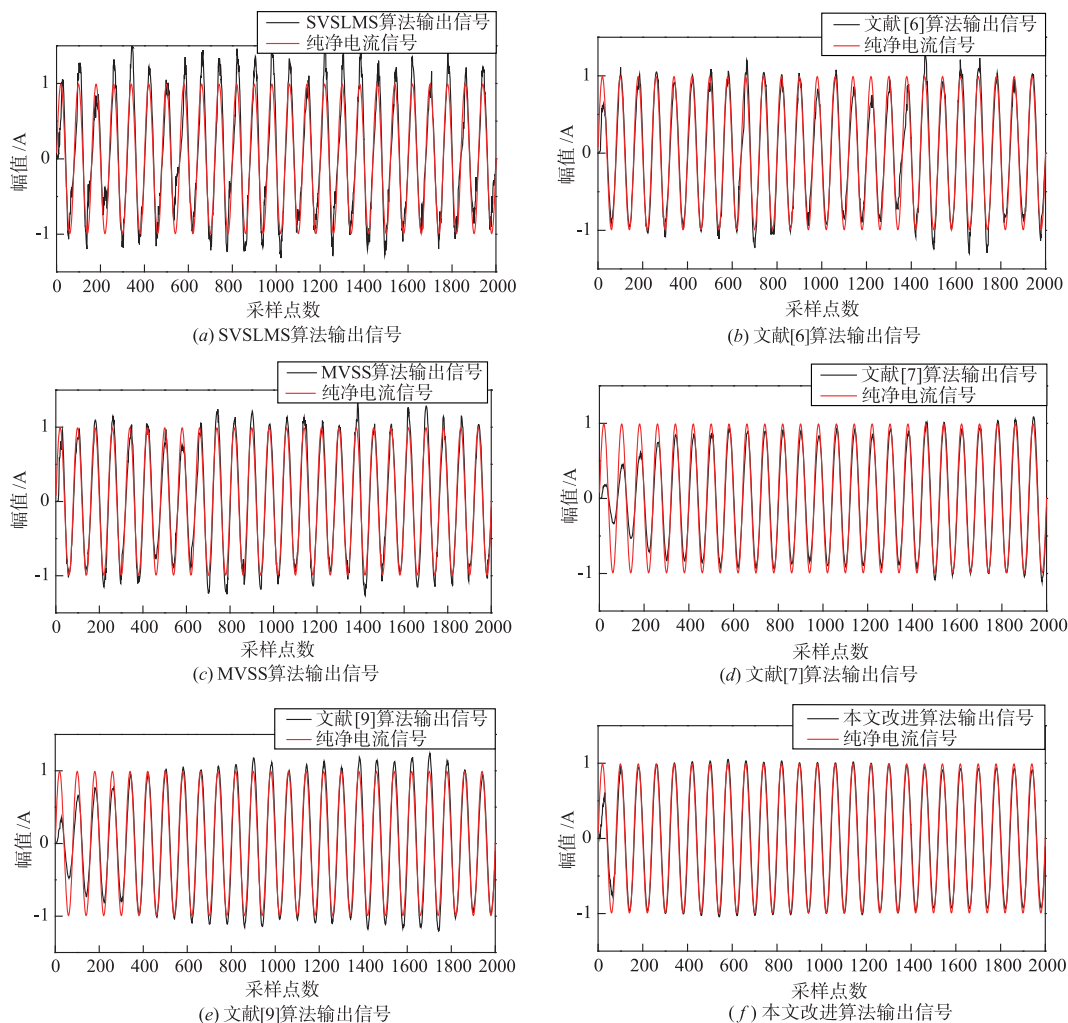 SVSLMS算法输出信号
纯净电流信号
1
0
-1
幅值/A
0 200 400 600 800 1000 1200 1400 1600 1800 2000
采样点数
(a) SVSLMS算法输出信号
文献[6]算法输出信号
纯净电流信号
1
0
-1
幅值/A
0 200 400 600 800 1000 1200 1400 1600 1800 2000
采样点数
(b) 文献[6]算法输出信号
MVSS算法输出信号
纯净电流信号
1
0
-1
幅值/A
0 200 400 600 800 1000 1200 1400 1600 1800 2000
采样点数
(c) MVSS算法输出信号
文献[7]算法输出信号
纯净电流信号
1
0
-1
幅值/A
0 200 400 600 800 1000 1200 1400 1600 1800 2000
采样点数
(d) 文献[7]算法输出信号
文献[9]算法输出信号
纯净电流信号
1
0
-1
幅值/A
0 200 400 600 800 1000 1200 1400 1600 1800 2000
采样点数
(e) 文献[9]算法输出信号
本文改进算法输出信号
纯净电流信号
1
0
-1
幅值/A
0 200 400 600 800 1000 1200 1400 1600 1800 2000
采样点数
(f) 本文改进算法输出信号